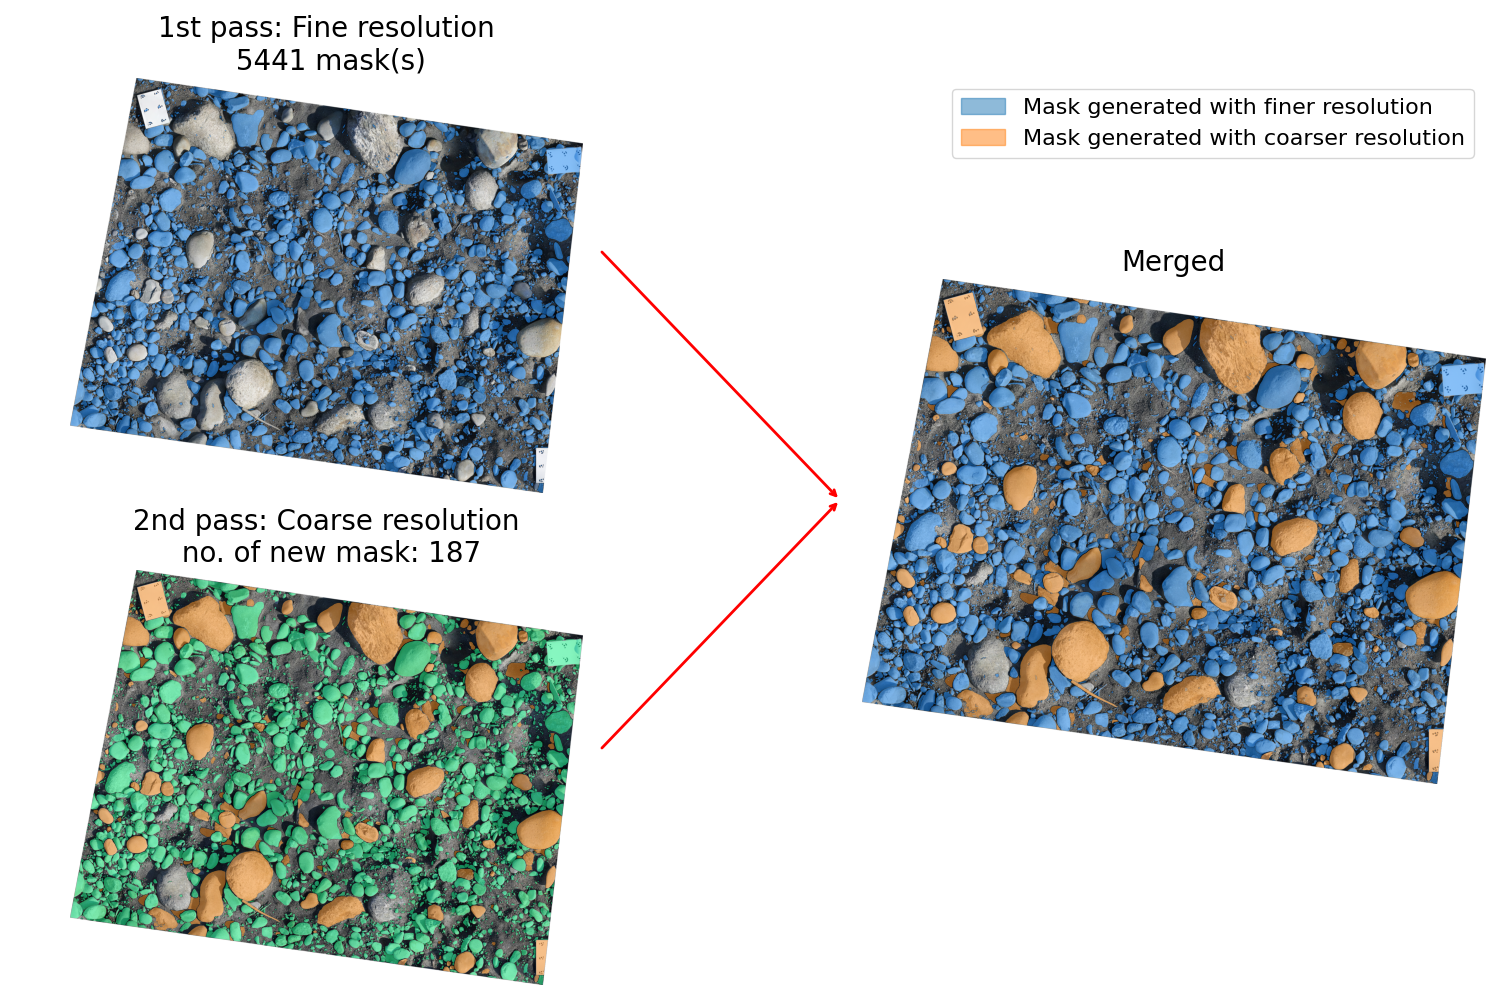 1st pass: Fine resolution
5441 mask(s)
Mask generated with finer resolution
Mask generated with coarser resolution
Merged
2nd pass: Coarse resolution
no. of new mask: 187